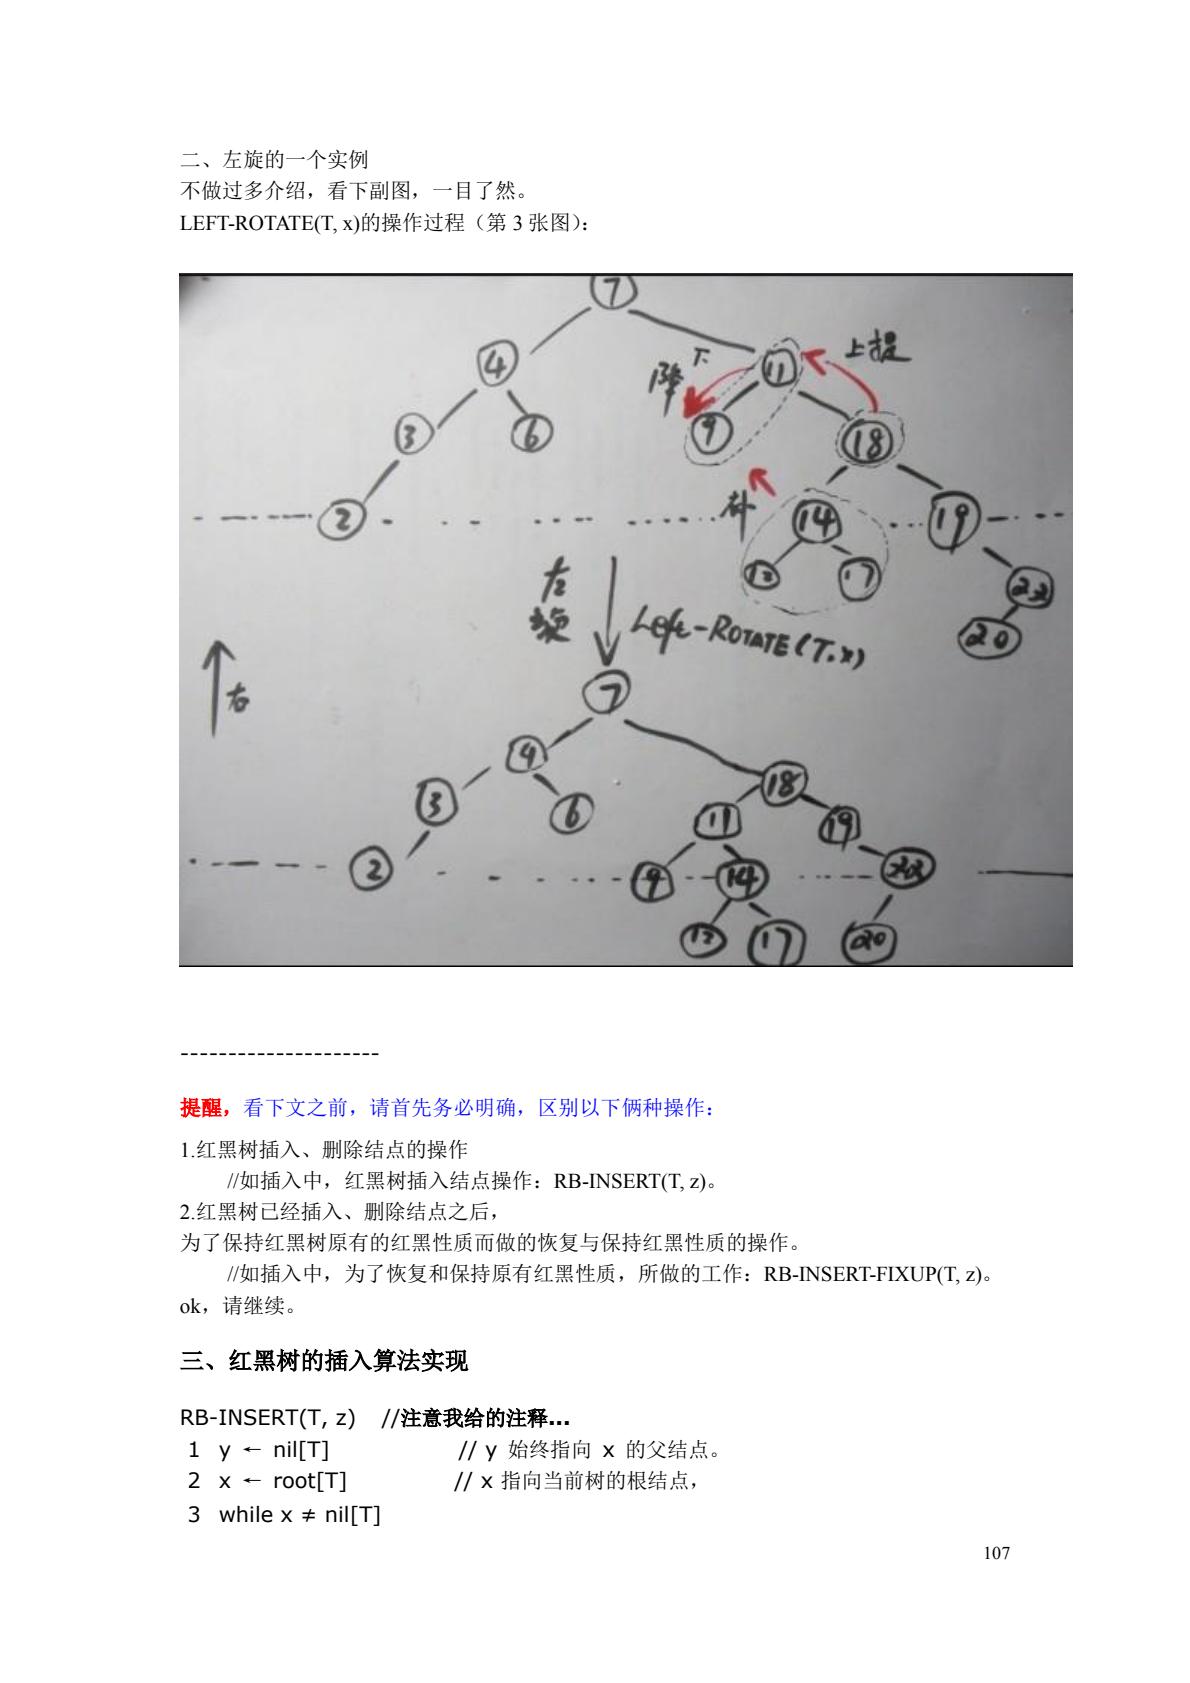 二、左旋的一个实例
不做过多介绍，看下副图，一目了然。
LEFT-ROTATE(T, x)的操作过程（第 3 张图）：
7
4
下
11
上提
降
3
6
9
18
2
补
14
19
12
17
22
左旋
Left-ROTATE(T.x)
20
右
7
4
3
18
6
11
19
2
9
14
22
12
17
20
----------------------
提醒，看下文之前，请首先务必明确，区别以下俩种操作：
1.红黑树插入、删除结点的操作
//如插入中，红黑树插入结点操作：RB-INSERT(T, z)。
2.红黑树已经插入、删除结点之后，
为了保持红黑树原有的红黑性质而做的恢复与保持红黑性质的操作。
//如插入中，为了恢复和保持原有红黑性质，所做的工作：RB-INSERT-FIXUP(T, z)。
ok，请继续。
三、红黑树的插入算法实现
RB-INSERT(T, z) //注意我给的注释...
1 y ← nil[T] // y 始终指向 x 的父结点。
2 x ← root[T] // x 指向当前树的根结点，
3 while x ≠ nil[T]
107